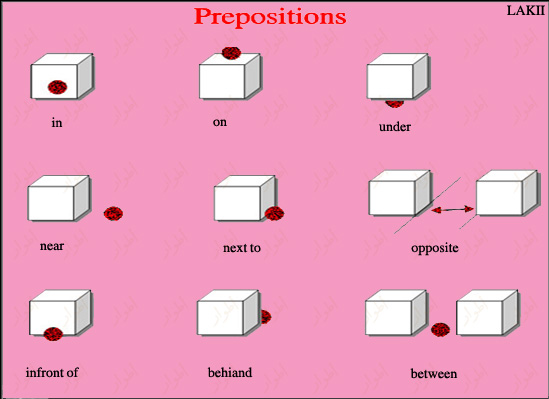 Prepositions
LAKII
in
on
under
near
next to
opposite
infront of
behiand
between